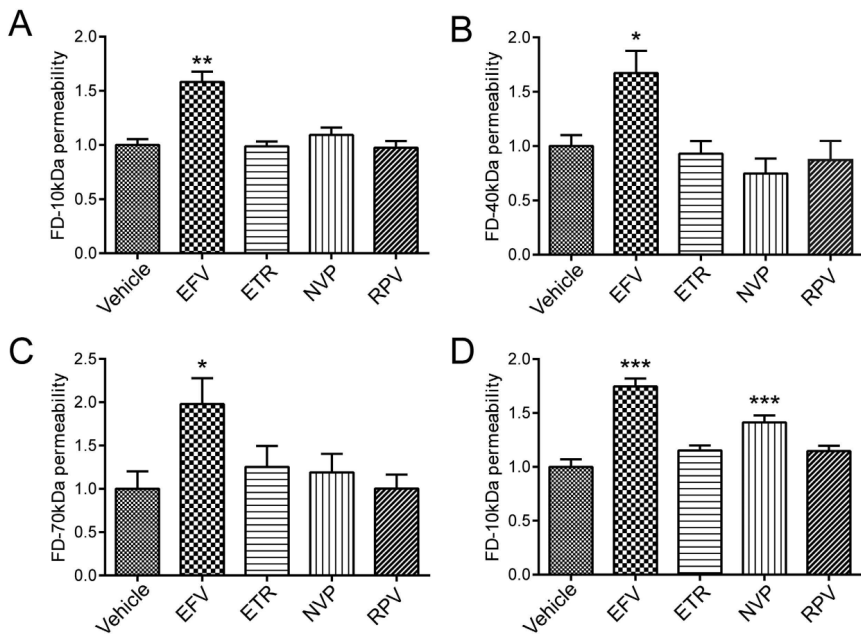 A
FD-10kDa permeability
2.0
1.5
1.0
0.5
0.0
**
Vehicle
EFV
ETR
NVP
RPV
B
FD-40kDa permeability
2.0
1.5
1.0
0.5
0.0
*
Vehicle
EFV
ETR
NVP
RPV
C
FD-70kDa permeability
2.5
2.0
1.5
1.0
0.5
0.0
*
Vehicle
EFV
ETR
NVP
RPV
D
FD-10kDa permeability
2.0
1.5
1.0
0.5
0.0
***
***
Vehicle
EFV
ETR
NVP
RPV